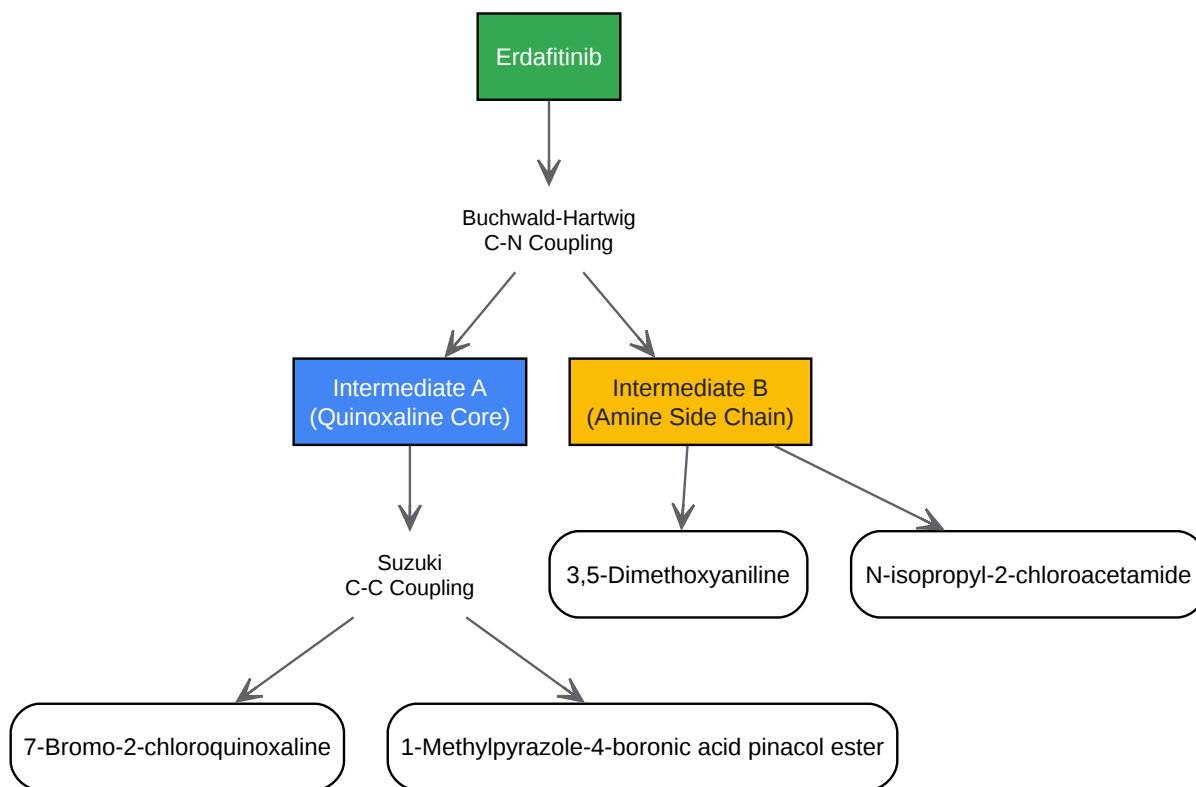 Erdafitinib
Buchwald-Hartwig
C-N Coupling
Intermediate A
(Quinoxaline Core)
Intermediate B
(Amine Side Chain)
Suzuki
C-C Coupling
3,5-Dimethoxyaniline
N-isopropyl-2-chloroacetamide
7-Bromo-2-chloroquinoxaline
1-Methylpyrazole-4-boronic acid pinacol ester